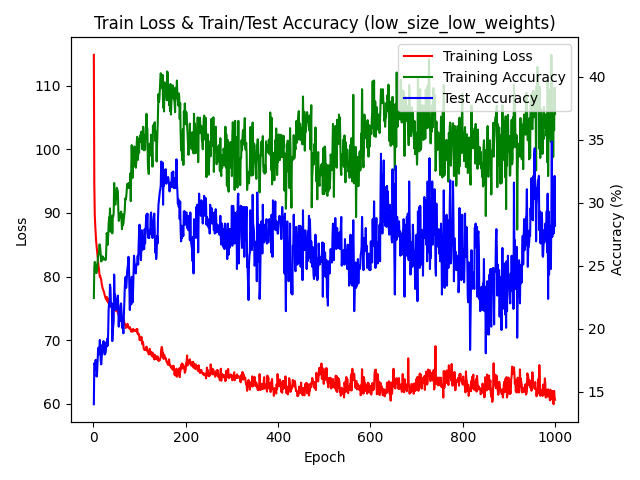 Train Loss & Train/Test Accuracy (low_size_low_weights)
Training Loss
Training Accuracy
Test Accuracy
110
100
90
80
70
60
Loss
40
35
30
25
20
15
Accuracy (%)
0
200
400
600
800
1000
Epoch